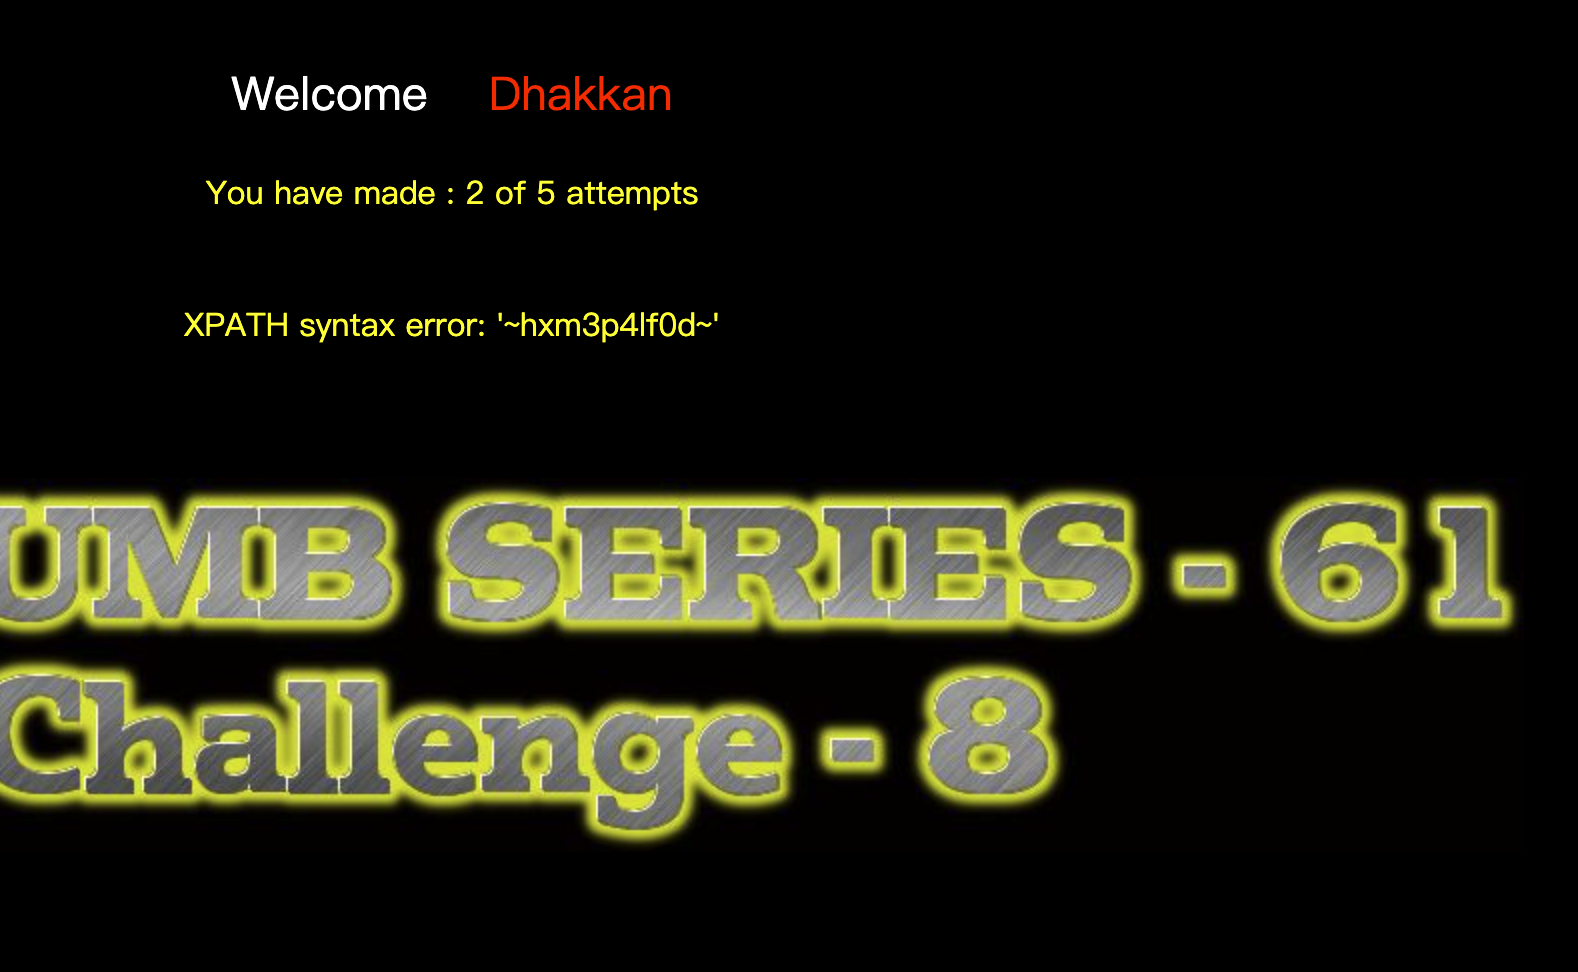 Welcome Dhakkan
You have made : 2 of 5 attempts
XPATH syntax error: '~hxm3p4lf0d~'
UMB SERIES - 61
Challenge - 8